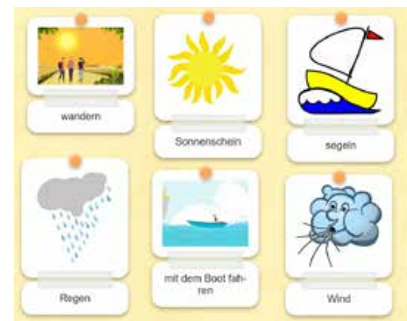 wandern
Sonnenschein
segeln
Regen
mit dem Boot fah-
ren
Wind